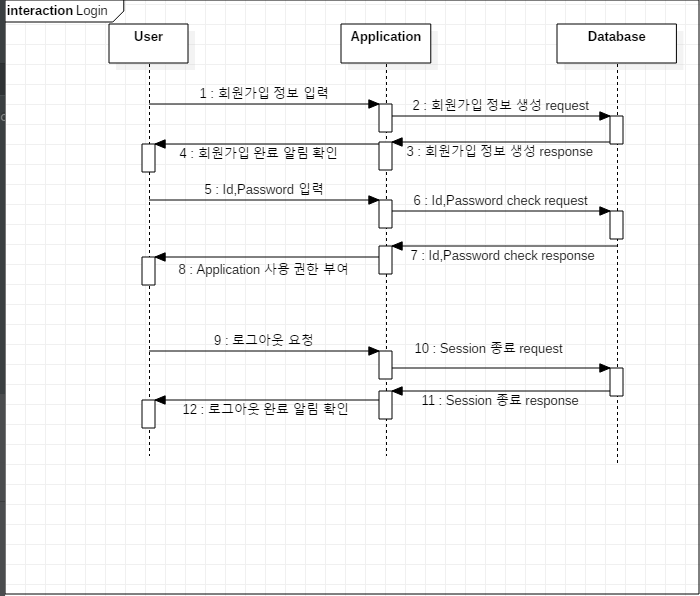 interaction Login
User
Application
Database
1 : 회원가입 정보 입력
2 : 회원가입 정보 생성 request
3 : 회원가입 정보 생성 response
4 : 회원가입 완료 알림 확인
5 : Id,Password 입력
6 : Id,Password check request
7 : Id,Password check response
8 : Application 사용 권한 부여
9 : 로그아웃 요청
10 : Session 종료 request
11 : Session 종료 response
12 : 로그아웃 완료 알림 확인